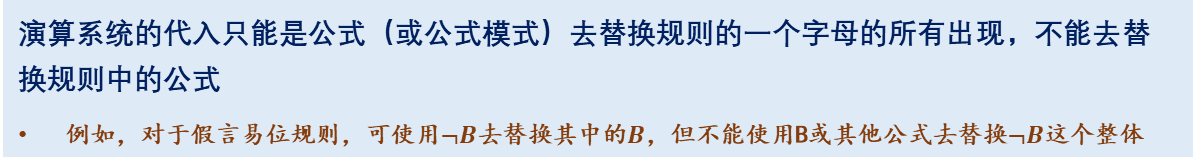 演算系统的代入只能是公式（或公式模式）去替换规则的一个字母的所有出现，不能去替
换规则中的公式
• 例如，对于假言易位规则，可使用¬B去替换其中的B，但不能使用B或其他公式去替换¬B这个整体